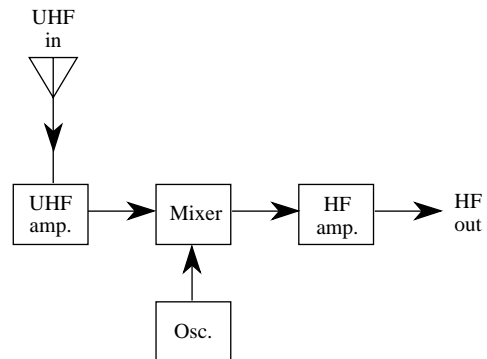 UHF
in
UHF
amp.
Mixer
HF
amp.
HF
out
Osc.